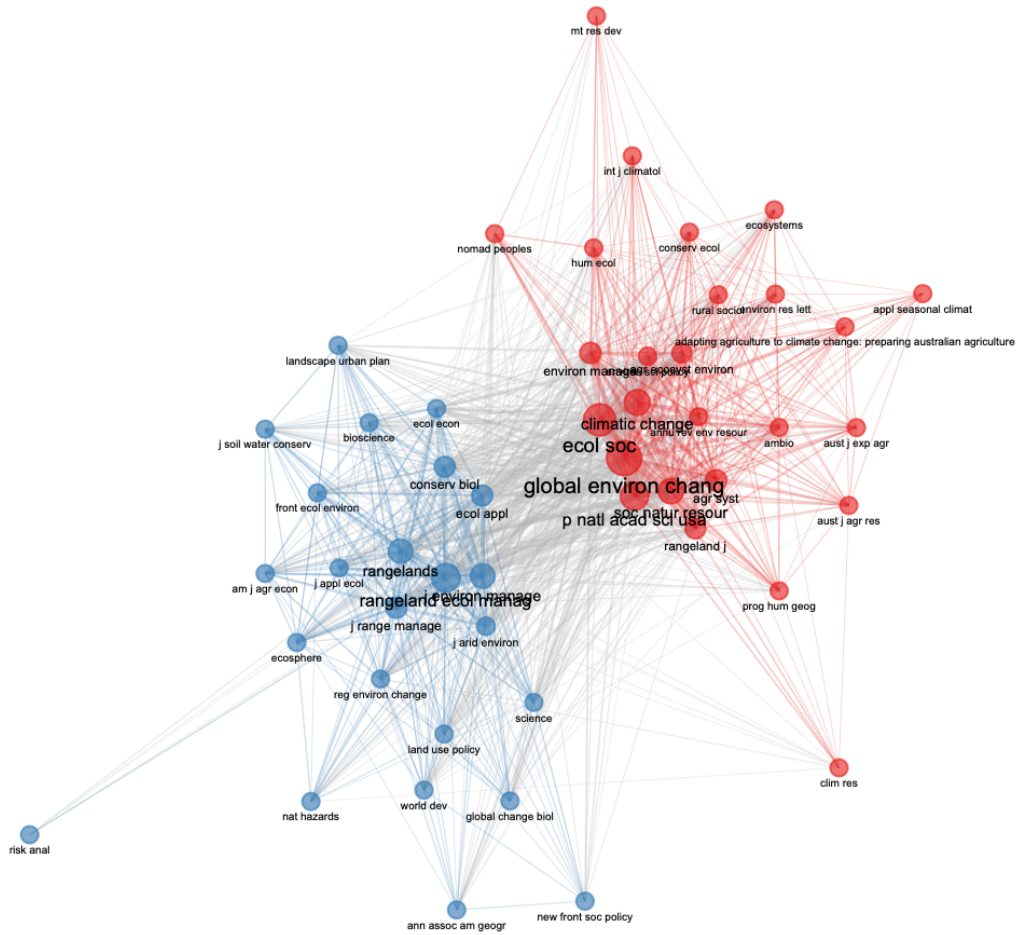 mt res dev
int j climatol
ecosystems
nomad peoples
conserv ecol
hum ecol
rural sociol
environ res lett
appl seasonal climat
adapting agriculture to climate change: preparing australian agriculture
landscape urban plan
environ manage
agr ecosyst environ
ecol econ
climatic change
annu rev env resour
bioscience
j soil water conserv
ambio
aust j exp agr
ecol soc
conserv biol
global environ chang
agr syst
front ecol environ
ecol appl
soc natur resour
p natl acad sci usa
aust j agr res
rangeland j
rangelands
j appl ecol
am j agr econ
j environ manage
rangeland ecol manag
prog hum geog
j range manage
j arid environ
ecosphere
reg environ change
science
land use policy
clim res
world dev
nat hazards
global change biol
risk anal
new front soc policy
ann assoc am geogr